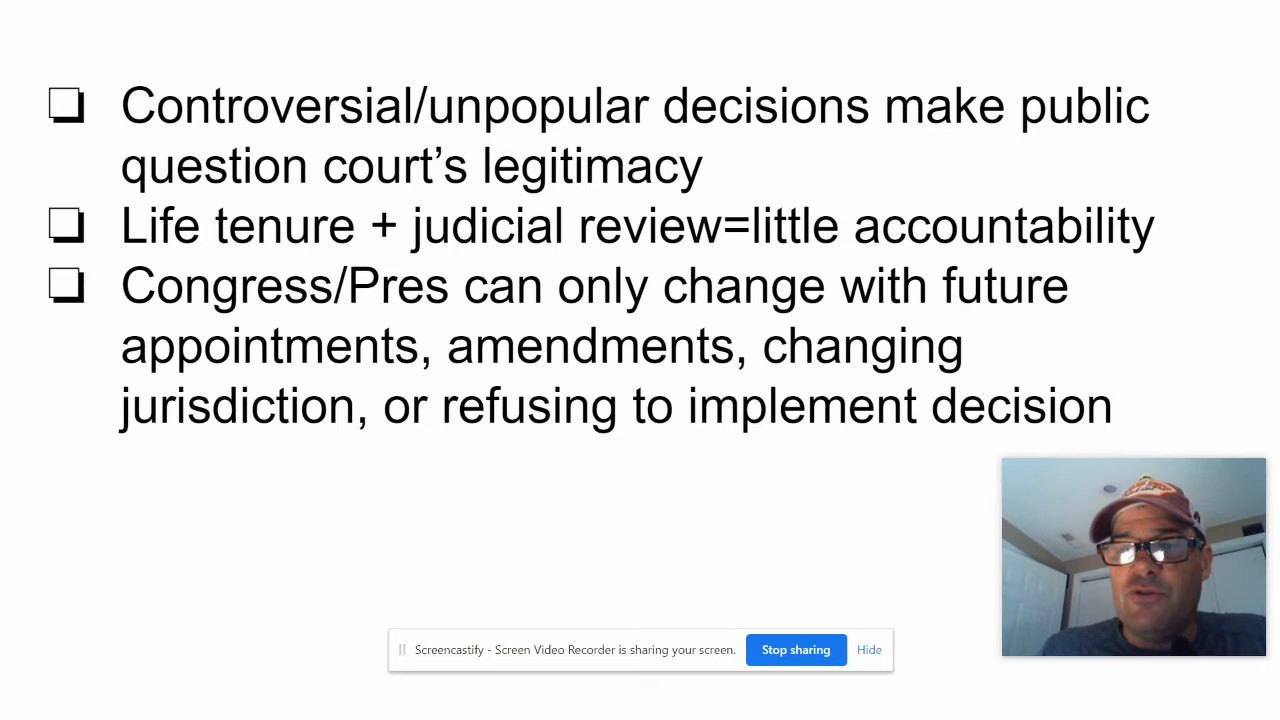 Controversial/unpopular decisions make public
question court’s legitimacy
Life tenure + judicial review=little accountability
Congress/Pres can only change with future
appointments, amendments, changing
jurisdiction, or refusing to implement decision
Screencastify - Screen Video Recorder is sharing your screen.
Stop sharing
Hide